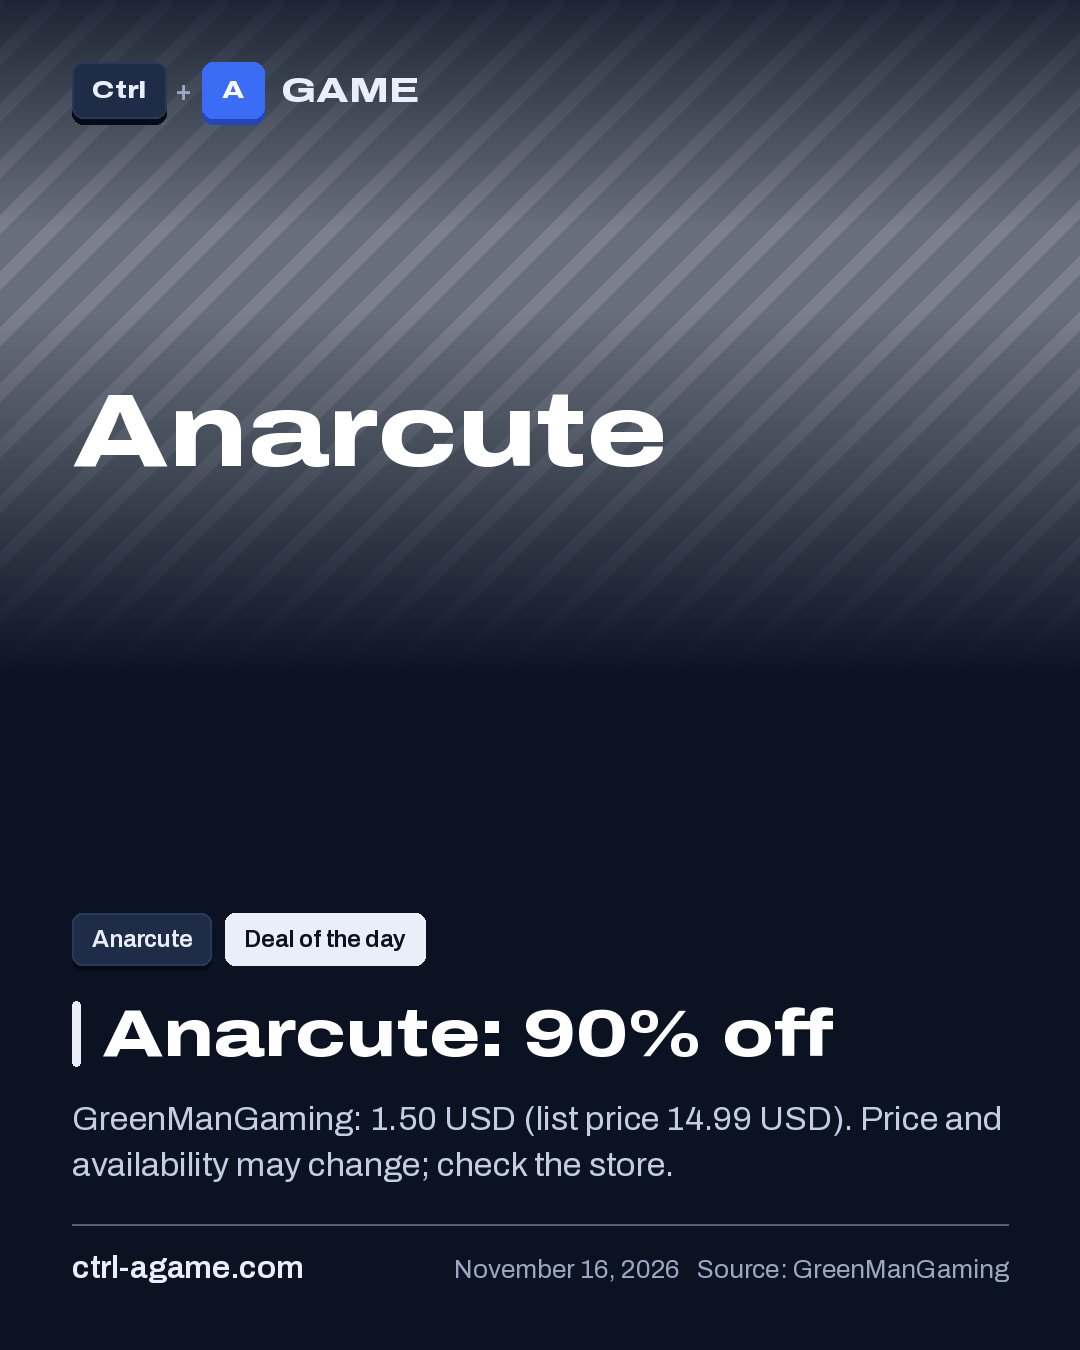 Ctrl + A GAME
Anarcute
Anarcute Deal of the day
Anarcute: 90% off
GreenManGaming: 1.50 USD (list price 14.99 USD). Price and
availability may change; check the store.
ctrl-agame.com November 16, 2026 Source: GreenManGaming